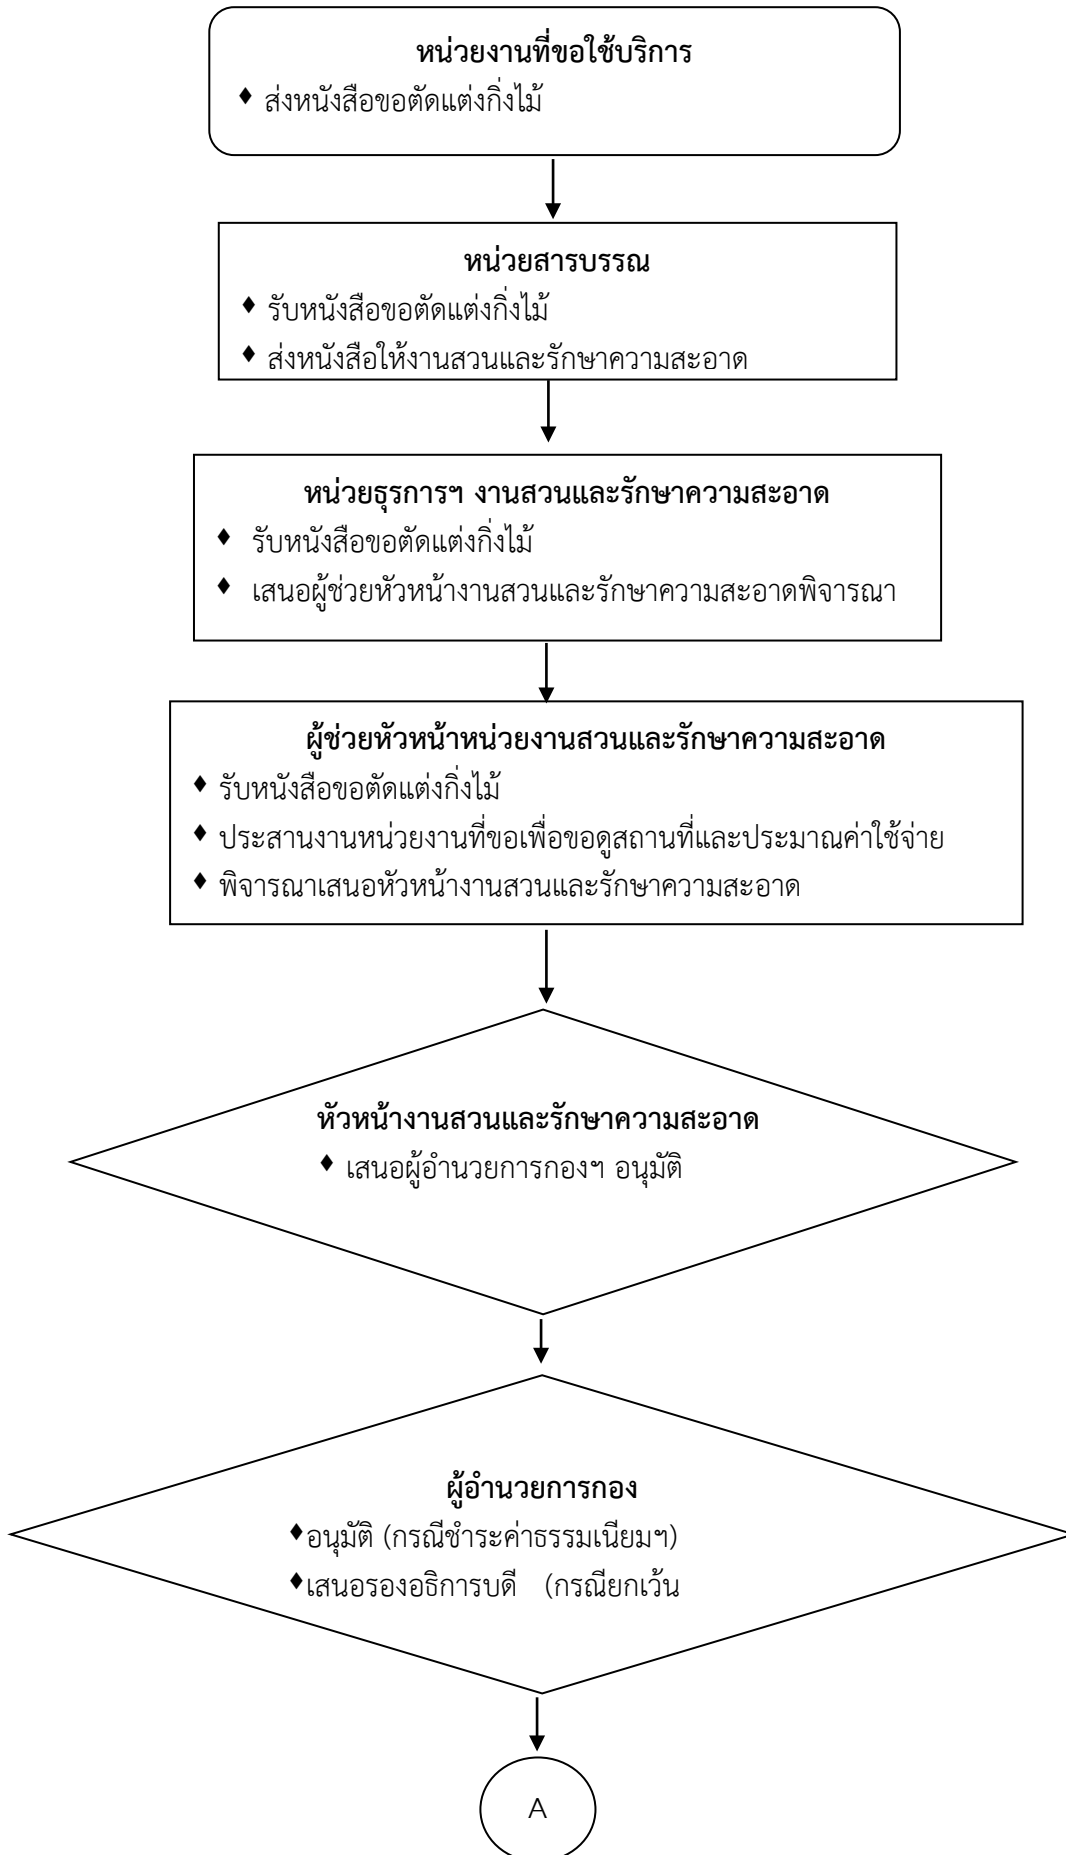 หน่วยงานที่ขอใช้บริการ
♦ ส่งหนังสือขอตัดแต่งกิ่งไม้
หน่วยสารบรรณ
♦ รับหนังสือขอตัดแต่งกิ่งไม้
♦ ส่งหนังสือให้งานสวนและรักษาความสะอาด
หน่วยธุรการฯ งานสวนและรักษาความสะอาด
♦ รับหนังสือขอตัดแต่งกิ่งไม้
♦ เสนอผู้ช่วยหัวหน้างานสวนและรักษาความสะอาดพิจารณา
ผู้ช่วยหัวหน้าหน่วยงานสวนและรักษาความสะอาด
♦ รับหนังสือขอตัดแต่งกิ่งไม้
♦ ประสานงานหน่วยงานที่ขอเพื่อขอดูสถานที่และประมาณค่าใช้จ่าย
♦ พิจารณาเสนอหัวหน้างานสวนและรักษาความสะอาด
หัวหน้างานสวนและรักษาความสะอาด
♦ เสนอผู้อำนวยการกองฯ อนุมัติ
ผู้อำนวยการกอง
♦อนุมัติ (กรณีชำระค่าธรรมเนียมฯ)
♦เสนอรองอธิการบดี (กรณียกเว้น
A